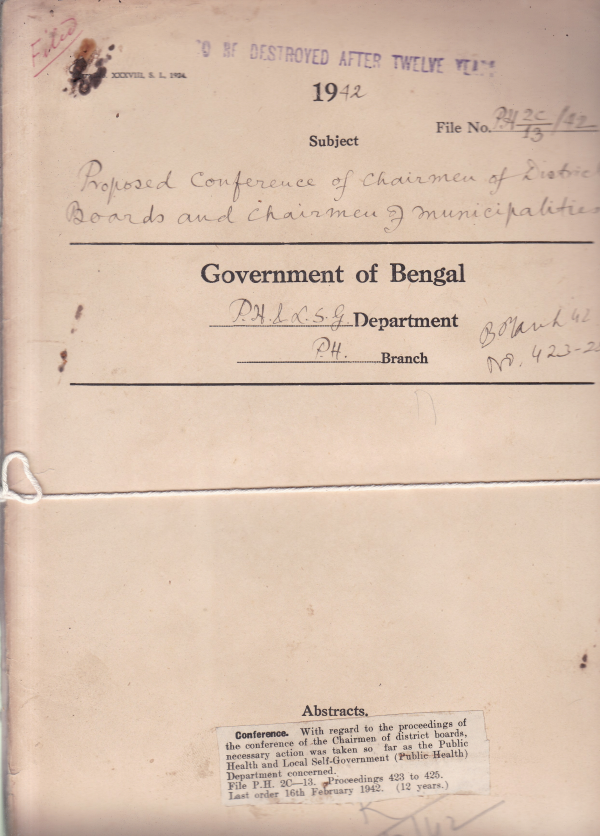 Filed
TO BE DESTROYED AFTER TWELVE YEARS
XXXVIII, S. L., 1924.
1942
File No. P.H 2C/13 /42
Subject
Proposed Conference of Chairmen of District
Boards and Chairmen of Municipalities
Government of Bengal
P.H. & L.S.G. Department
P.H. Branch
B March 42
No. 423-25
Abstracts.
Conference. With regard to the proceedings of
the conference of the Chairmen of district boards,
necessary action was taken so far as the Public
Health and Local Self-Government (Public Health)
Department concerned.
File P.H. 2C—13. Proceedings 423 to 425.
Last order 16th February 1942. (12 years.)